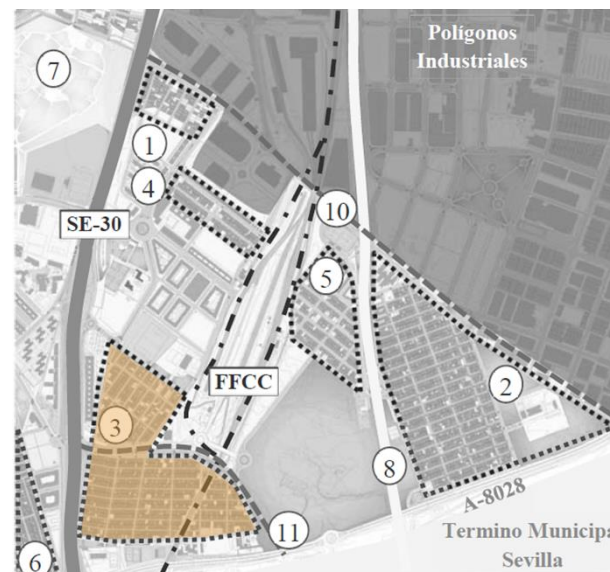 Polígonos
Industriales
7
1
4
SE-30
10
5
FFCC
2
3
8
A-8028
11
Termino Municipa
Sevilla
6